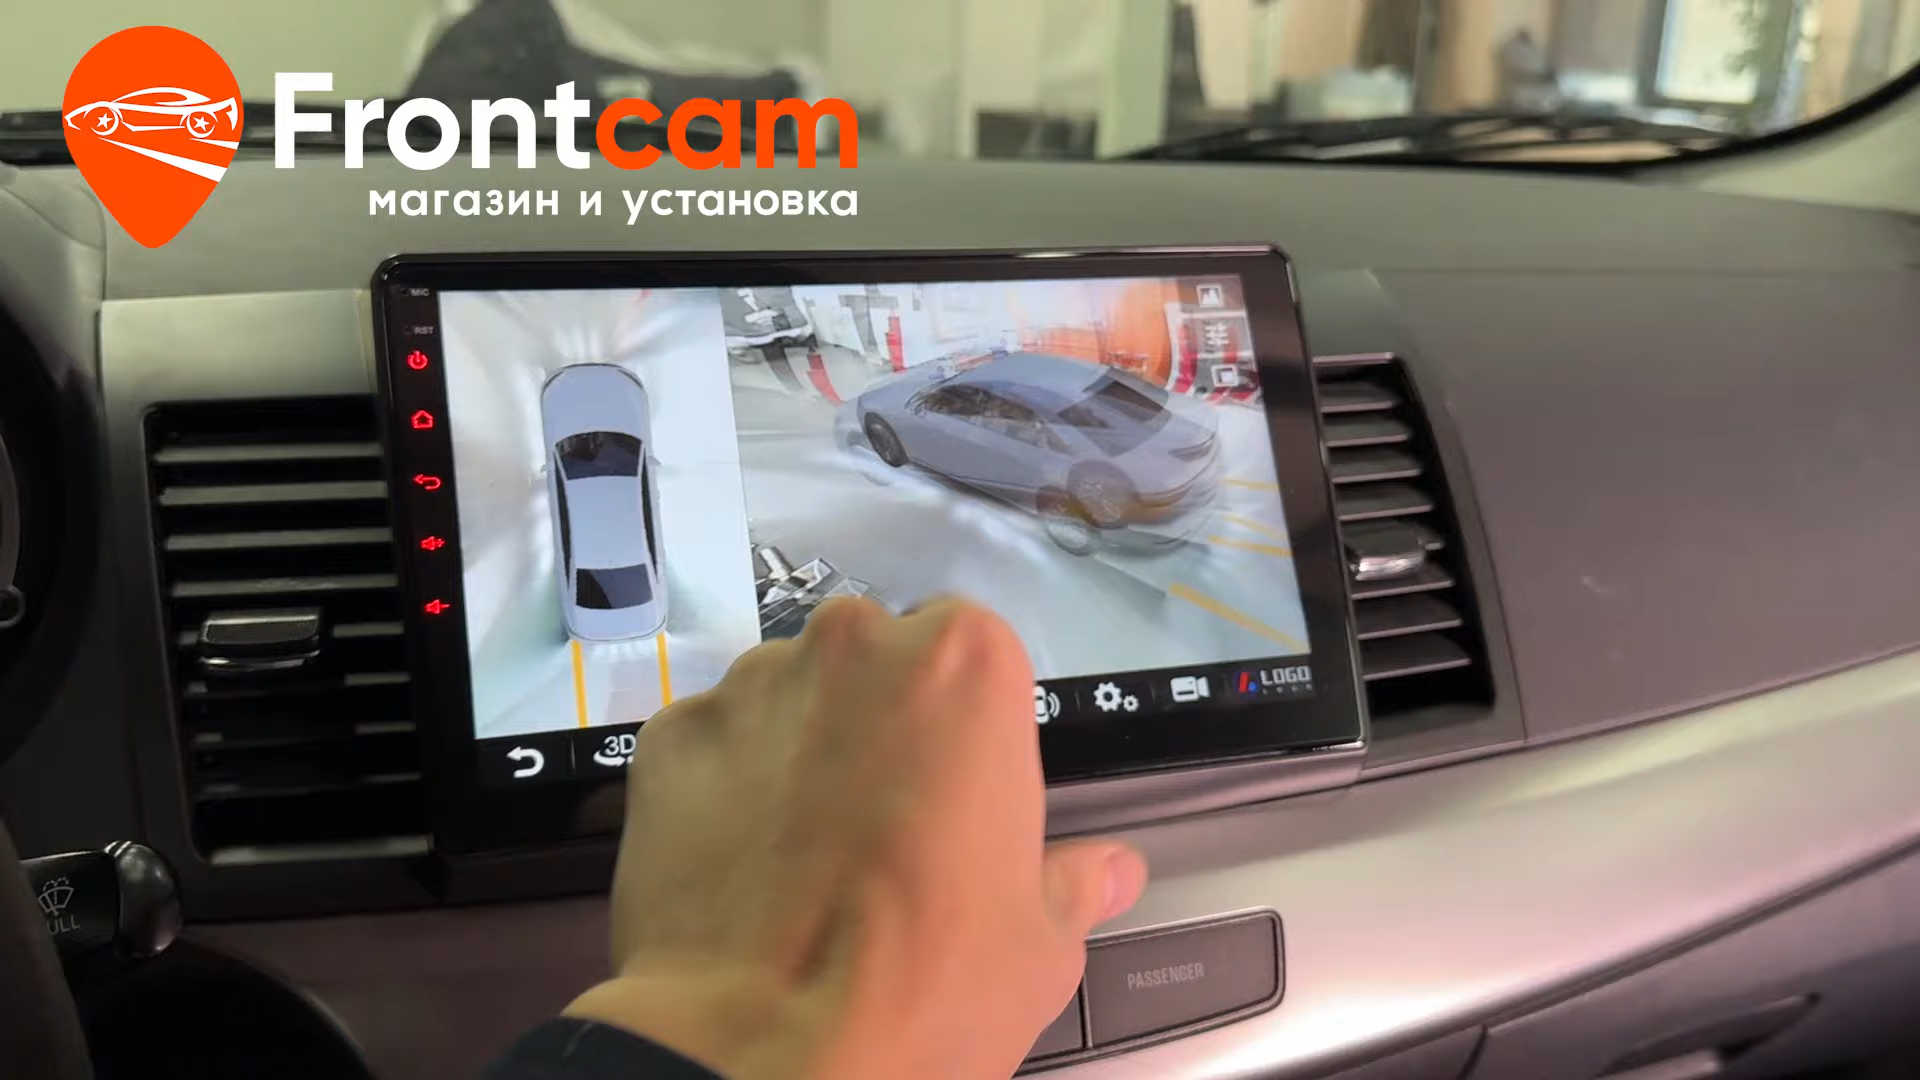 Frontcam
магазин и установка
MIC
RST
3D
LOGO
PASSENGER